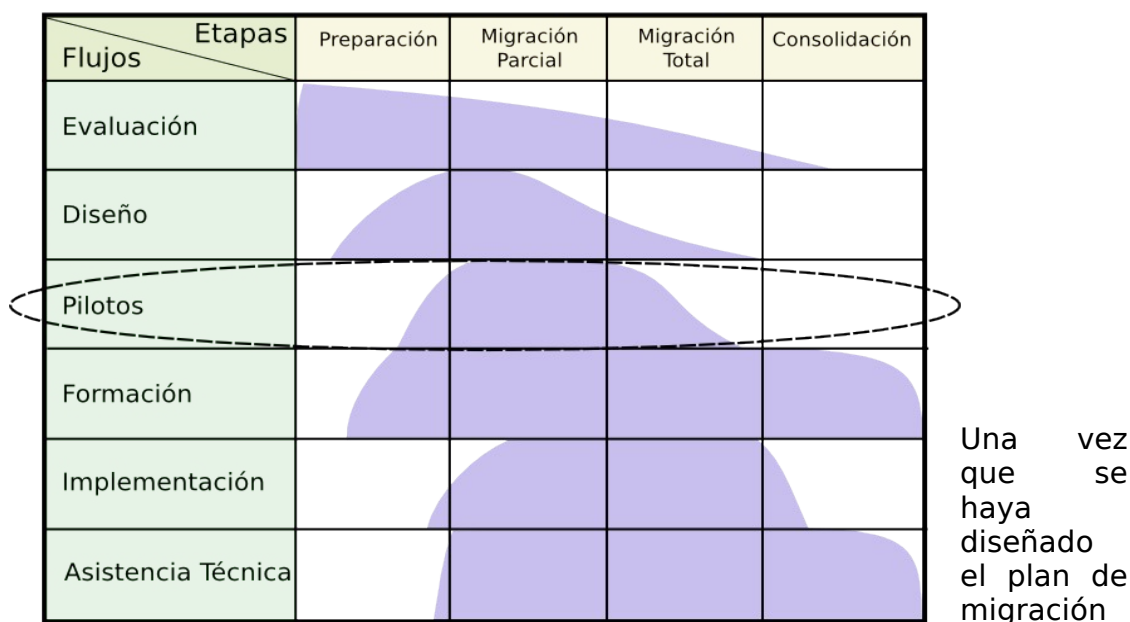 Etapas
Flujos
Preparación
Migración
Parcial
Migración
Total
Consolidación
Evaluación
Diseño
Pilotos
Formación
Implementación
Asistencia Técnica
Una vez
que se
haya
diseñado
el plan de
migración